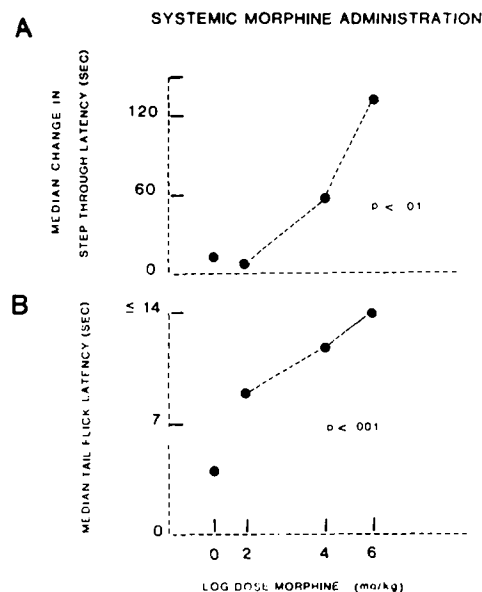 A
SYSTEMIC MORPHINE ADMINISTRATION
MEDIAN CHANGE IN
STEP THROUGH LATENCY (SEC)
120
60
0
p < .01
B
MEDIAN TAIL FLICK LATENCY (SEC)
≤ 14
7
0
p < .001
0 2 4 6
LOG DOSE MORPHINE (mg/kg)